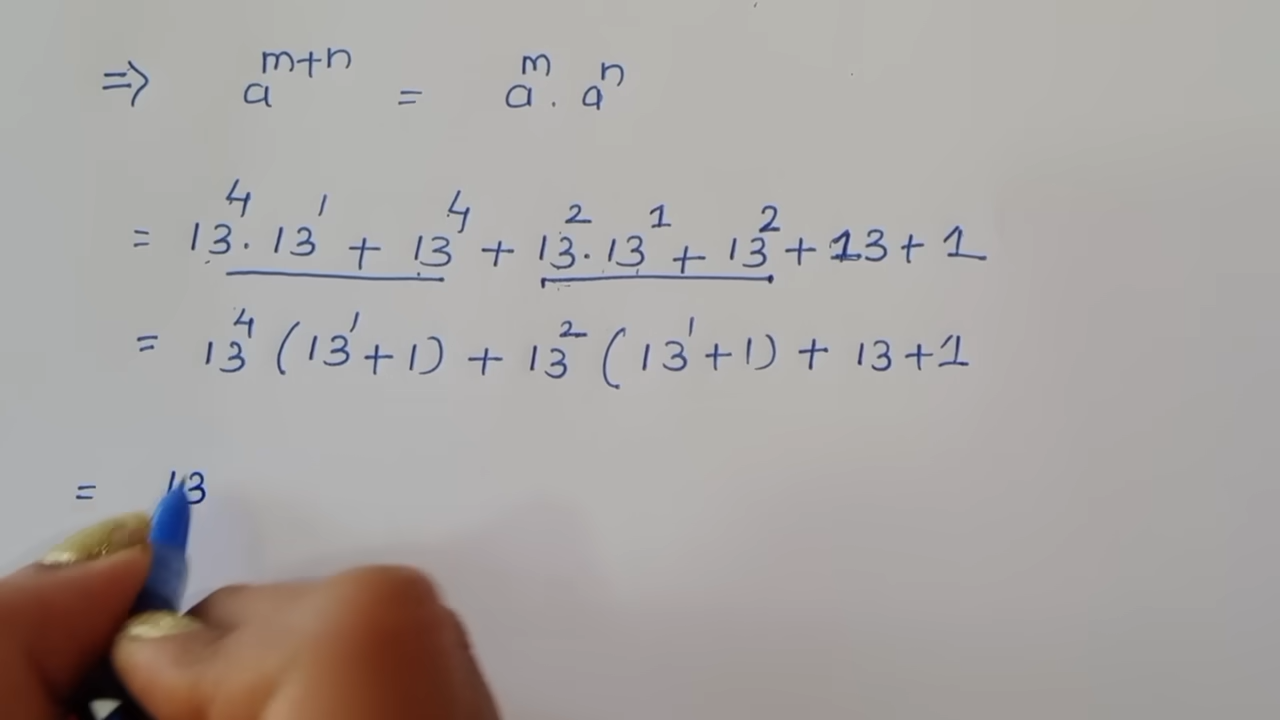 ⇒ a^{m+n} = a^m . a^n
= 13^4 . 13^1 + 13^4 + 13^2 . 13^1 + 13^2 + 13 + 1
= 13^4 (13^1 + 1) + 13^2 (13^1 + 1) + 13 + 1
= 13